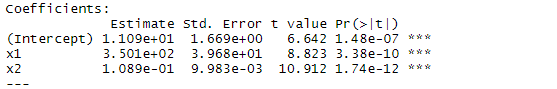 Coefficients:
Estimate Std. Error t value Pr(>|t|)
(Intercept) 1.109e+01 1.669e+00 6.642 1.48e-07 ***
x1 3.501e+02 3.968e+01 8.823 3.38e-10 ***
x2 1.089e-01 9.983e-03 10.912 1.74e-12 ***
---